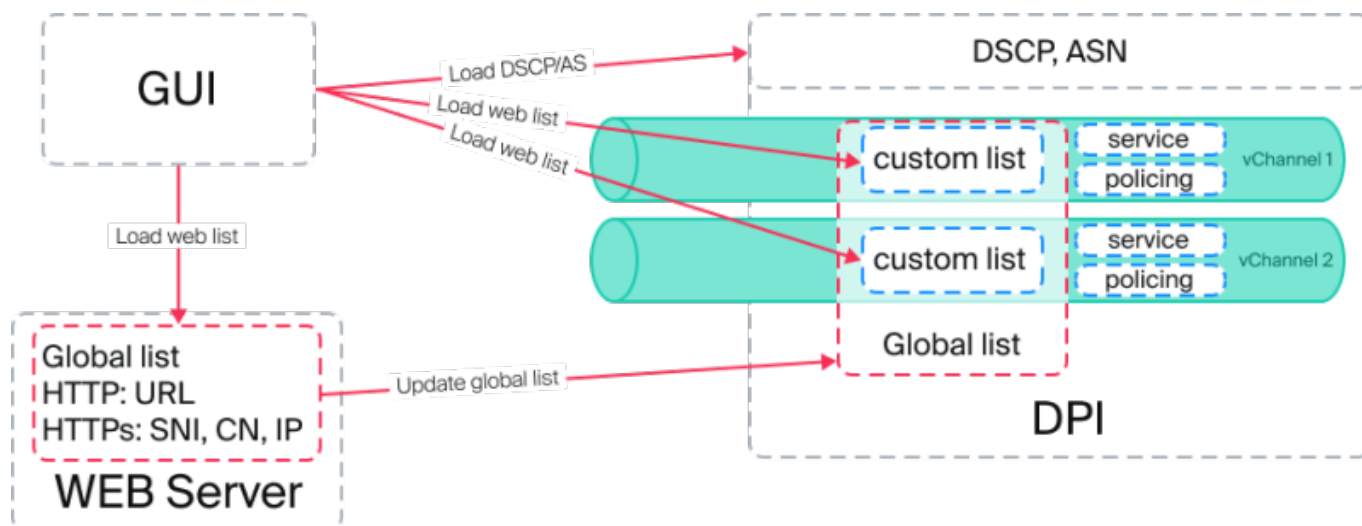 GUI
Load DSCP/AS
DSCP, ASN
Load web list
Load web list
custom list
service
policing
vChannel 1
Load web list
custom list
service
policing
vChannel 2
Global list
Global list
HTTP: URL
HTTPs: SNI, CN, IP
WEB Server
Update global list
DPI